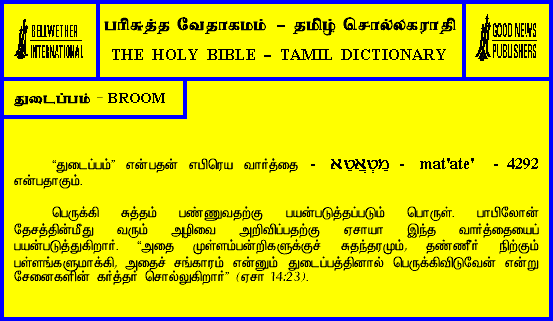 BELLWETHER
INTERNATIONAL
பரிசுத்த வேதாகமம் – தமிழ் சொல்லகராதி
THE HOLY BIBLE – TAMIL DICTIONARY
GOOD NEWS
PUBLISHERS
துடைப்பம் - BROOM
“துடைப்பம்” என்பதன் எபிரெய வார்த்தை - מַטְאֲטֵא - mat'ate' - 4292
என்பதாகும்.
பெருக்கி சுத்தம் பண்ணுவதற்கு பயன்படுத்தப்படும் பொருள். பாபிலோன்
தேசத்தின்மீது வரும் அழிவை அறிவிப்பதற்கு ஏசாயா இந்த வார்த்தையைப்
பயன்படுத்துகிறார். “அதை முள்ளம்பன்றிகளுக்குச் சுதந்தரமும், தண்ணீர் நிற்கும்
பள்ளங்களுமாக்கி, அதைச் சங்காரம் என்னும் துடைப்பத்தினால் பெருக்கிவிடுவேன் என்று
சேனைகளின் கர்த்தர் சொல்லுகிறார்” (ஏசா 14:23).